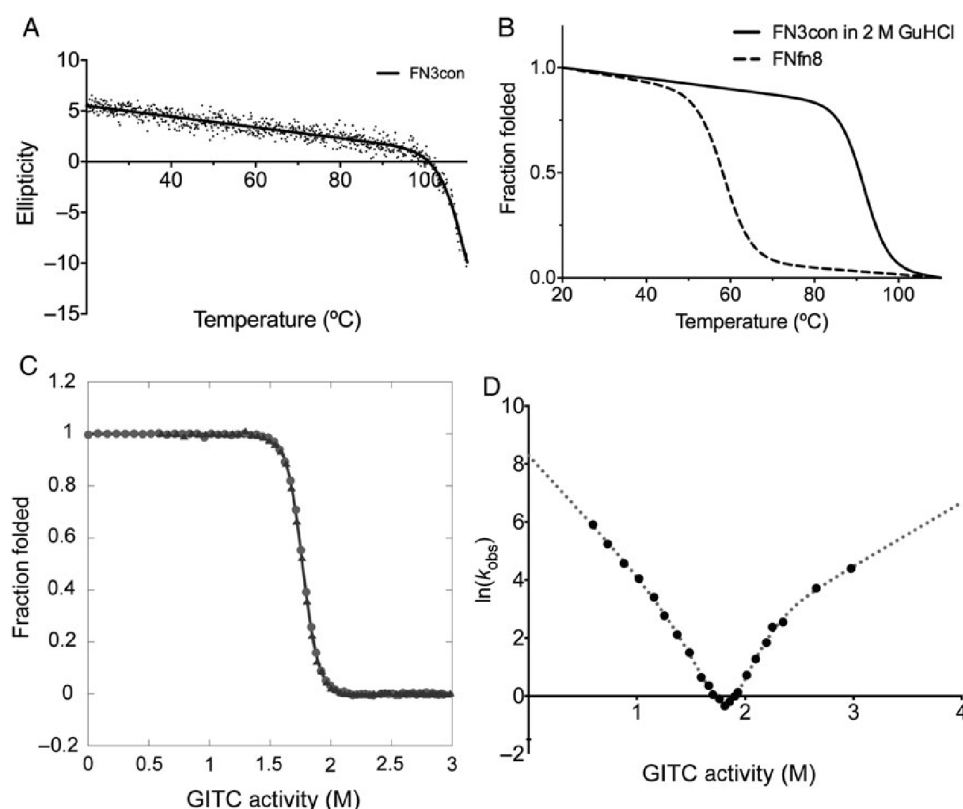 A
FN3con
10
5
0
40
60
80
100
−5
−10
−15
Ellipticity
Temperature (ºC)
B
FN3con in 2 M GuHCl
FNfn8
1.0
0.5
0.0
20
40
60
80
100
Fraction folded
Temperature (ºC)
C
1.2
1
0.8
0.6
0.4
0.2
0
−0.2
0
0.5
1
1.5
2
2.5
3
Fraction folded
GITC activity (M)
D
10
8
6
4
2
0
−2
1
2
3
4
ln(kobs)
GITC activity (M)